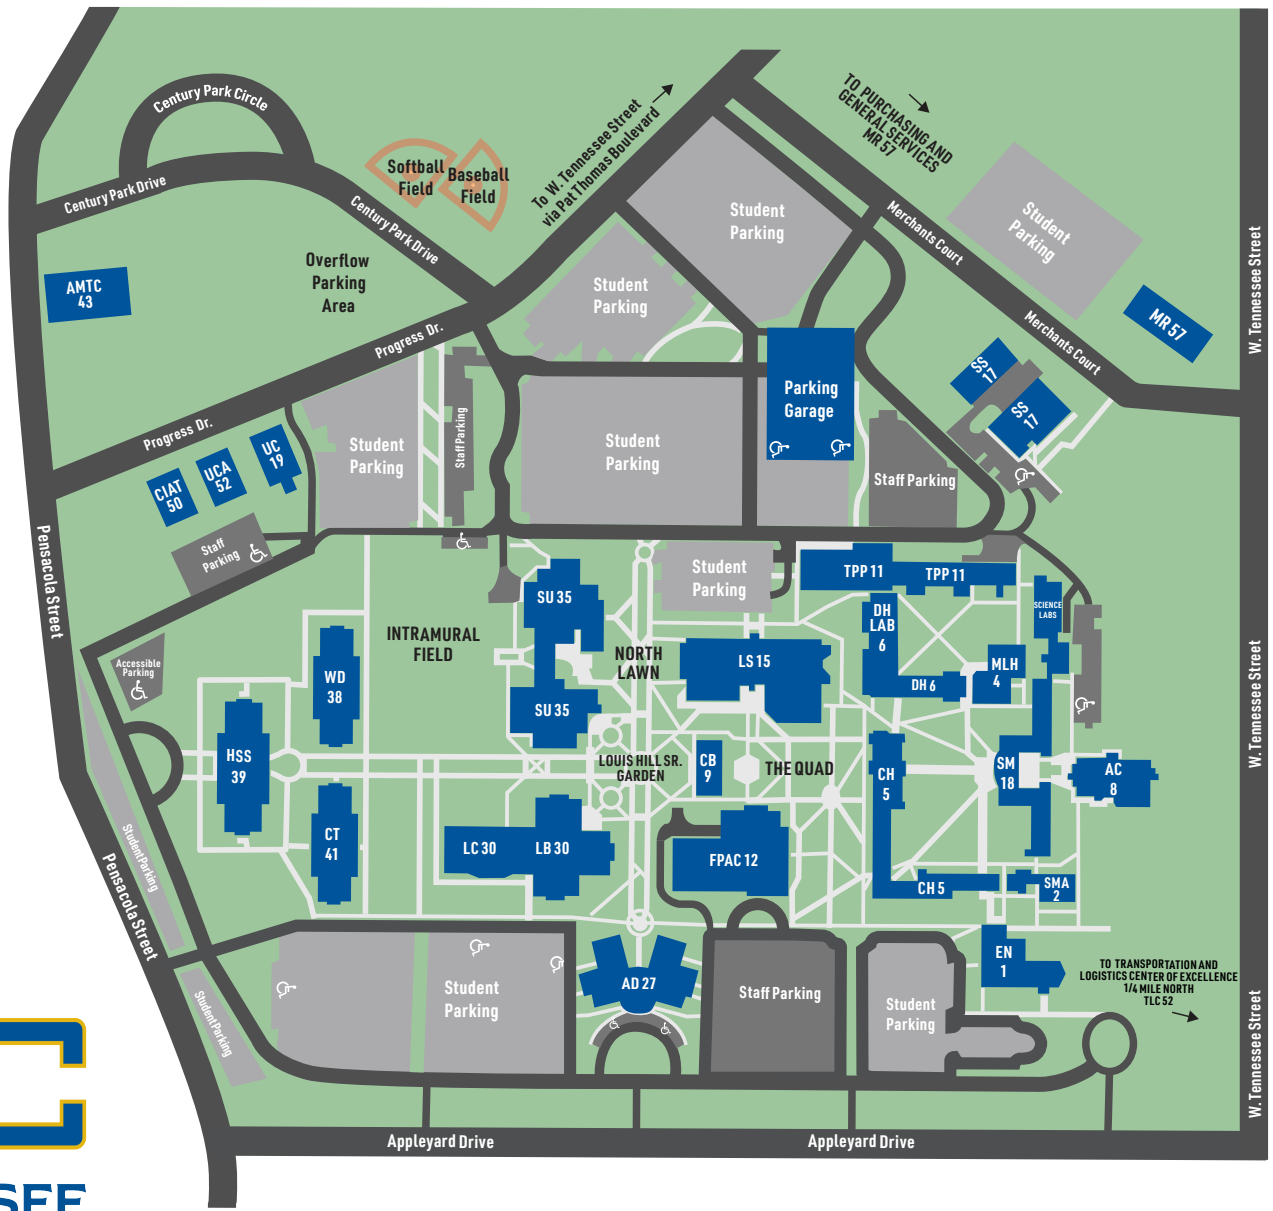 Century Park Circle
Century Park Drive
Softball
Field
Baseball
Field
To W. Tennessee Street
via Pat Thomas Boulevard
TO PURCHASING AND
GENERAL SERVICES
MR 57
Century Park Drive
Overflow
Parking
Area
AMTC
43
Student
Parking
Student
Parking
Student
Parking
Merchants Court
Merchants Court
MR 57
W. Tennessee Street
Progress Dr.
Progress Dr.
SS
17
SS
17
Parking
Garage
Student
Parking
Staff Parking
Student
Parking
Staff Parking
UC
19
UCA
52
CIAT
50
Staff
Parking
Pensacola Street
Student
Parking
TPP 11
TPP 11
SU 35
DH
LAB
6
SCIENCE
LABS
INTRAMURAL
FIELD
NORTH
LAWN
LS 15
MLH
4
DH 6
Accessible
Parking
WD
38
SU 35
W. Tennessee Street
HSS
39
LOUIS HILL SR.
GARDEN
CB
9
THE QUAD
CH
5
SM
18
AC
8
CT
41
LC 30
LB 30
FPAC 12
CH 5
SMA
2
Student Parking
Pensacola Street
EN
1
TO TRANSPORTATION AND
LOGISTICS CENTER OF EXCELLENCE
1/4 MILE NORTH
TLC 52
Student
Parking
AD 27
Staff Parking
Student
Parking
Student Parking
W. Tennessee Street
Appleyard Drive
Appleyard Drive
SEE